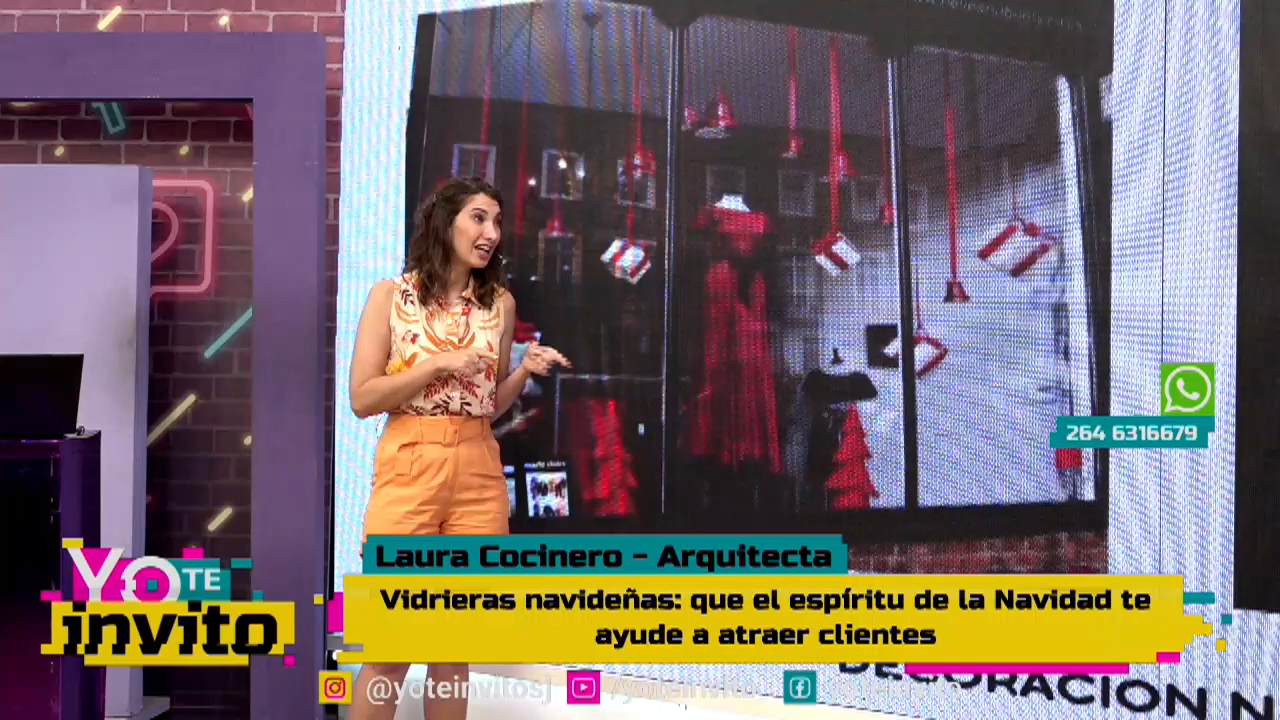 264 6316679
Laura Cocinero - Arquitecta
Vidrieras navideñas: que el espíritu de la Navidad te
ayude a atraer clientes
YO TE
invito
@yoteinvitosj
/yoteinvito